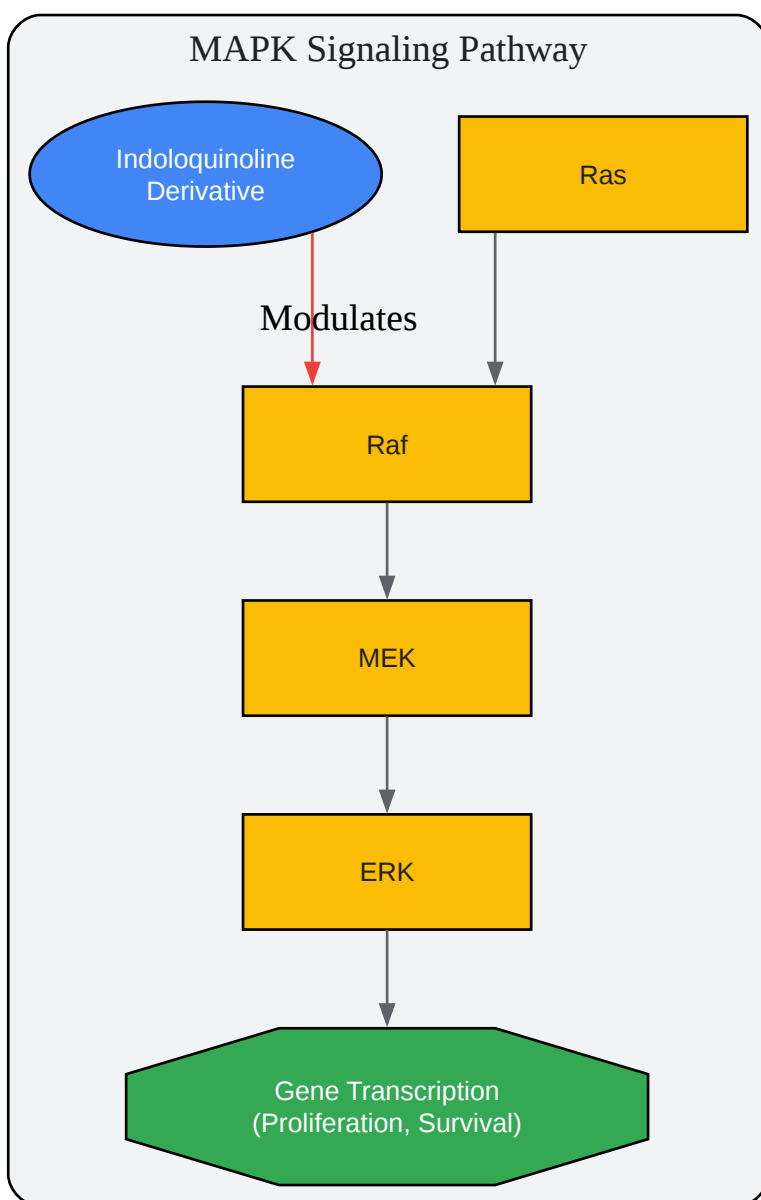 MAPK Signaling Pathway
Indoloquinoline
Derivative
Ras
Modulates
Raf
MEK
ERK
Gene Transcription
(Proliferation, Survival)